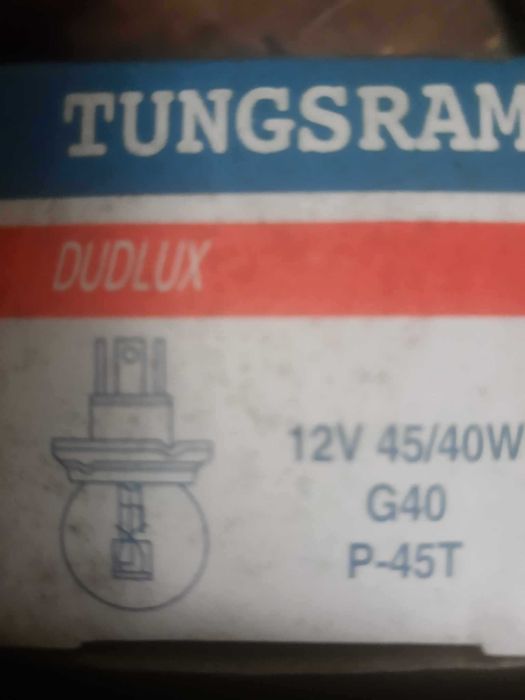 TUNGSRAM
DUDLUX
12V 45/40W
G40
P-45T